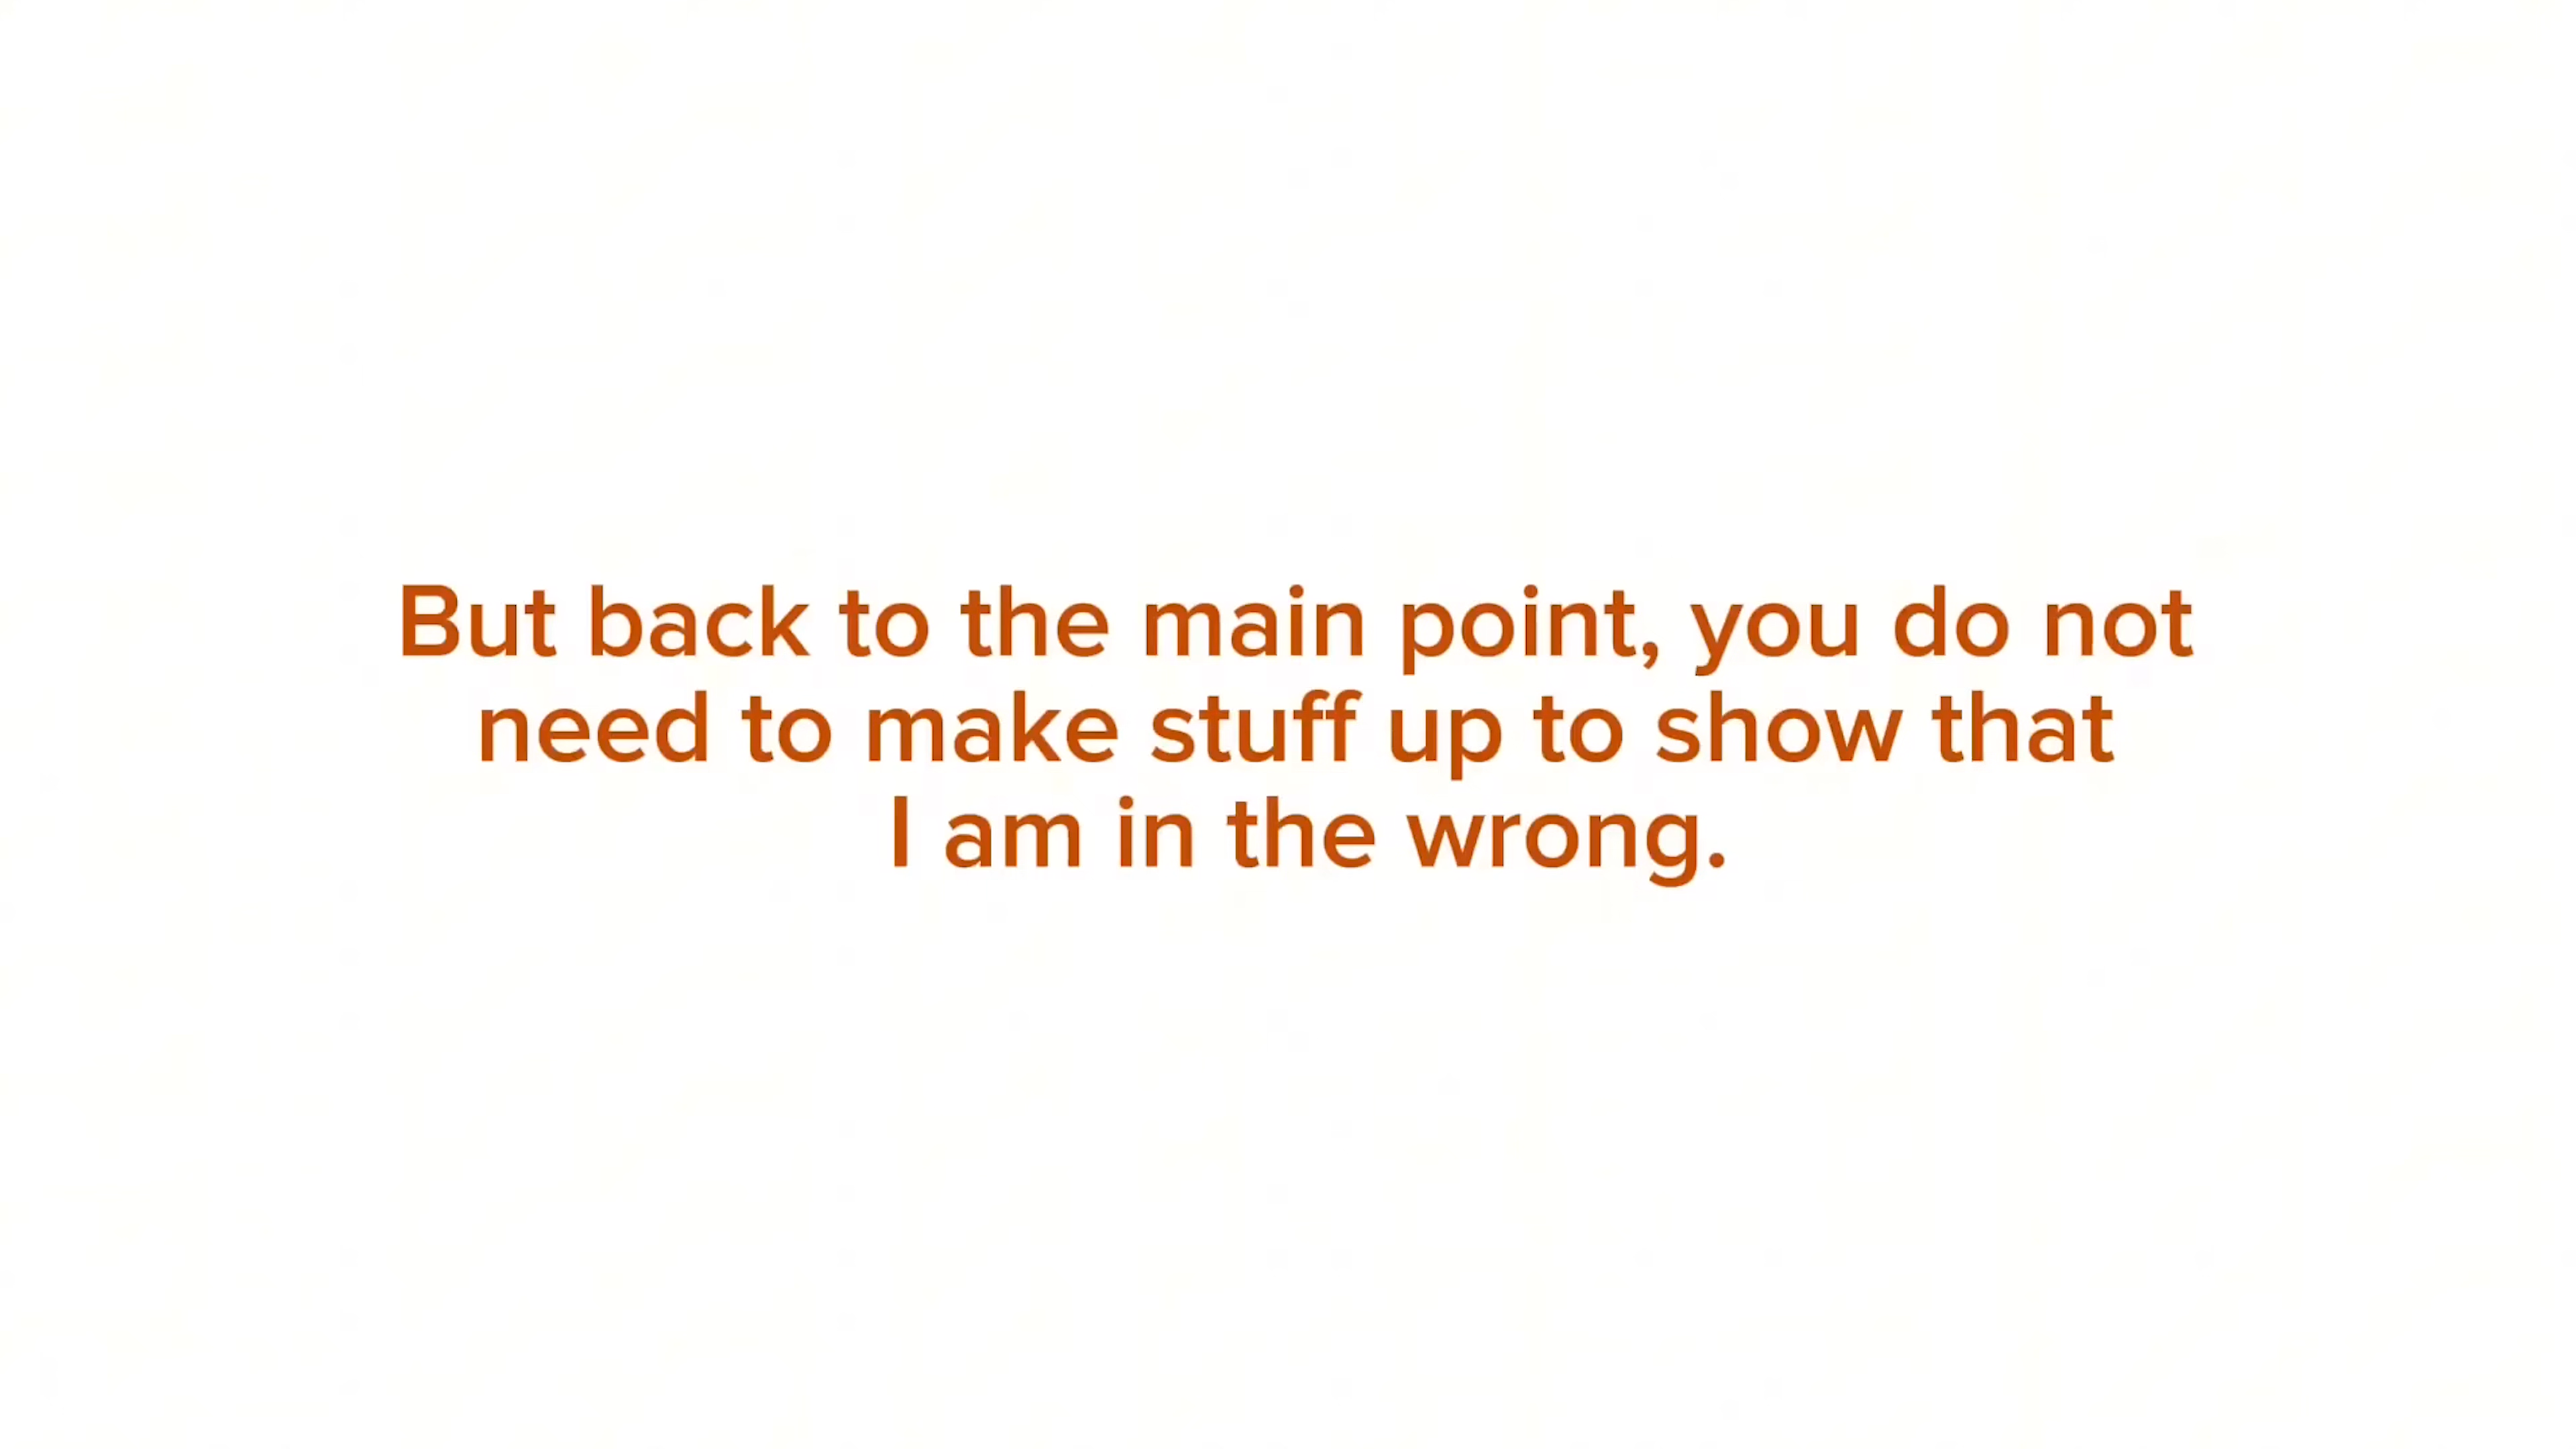 But back to the main point, you do not
need to make stuff up to show that
I am in the wrong.